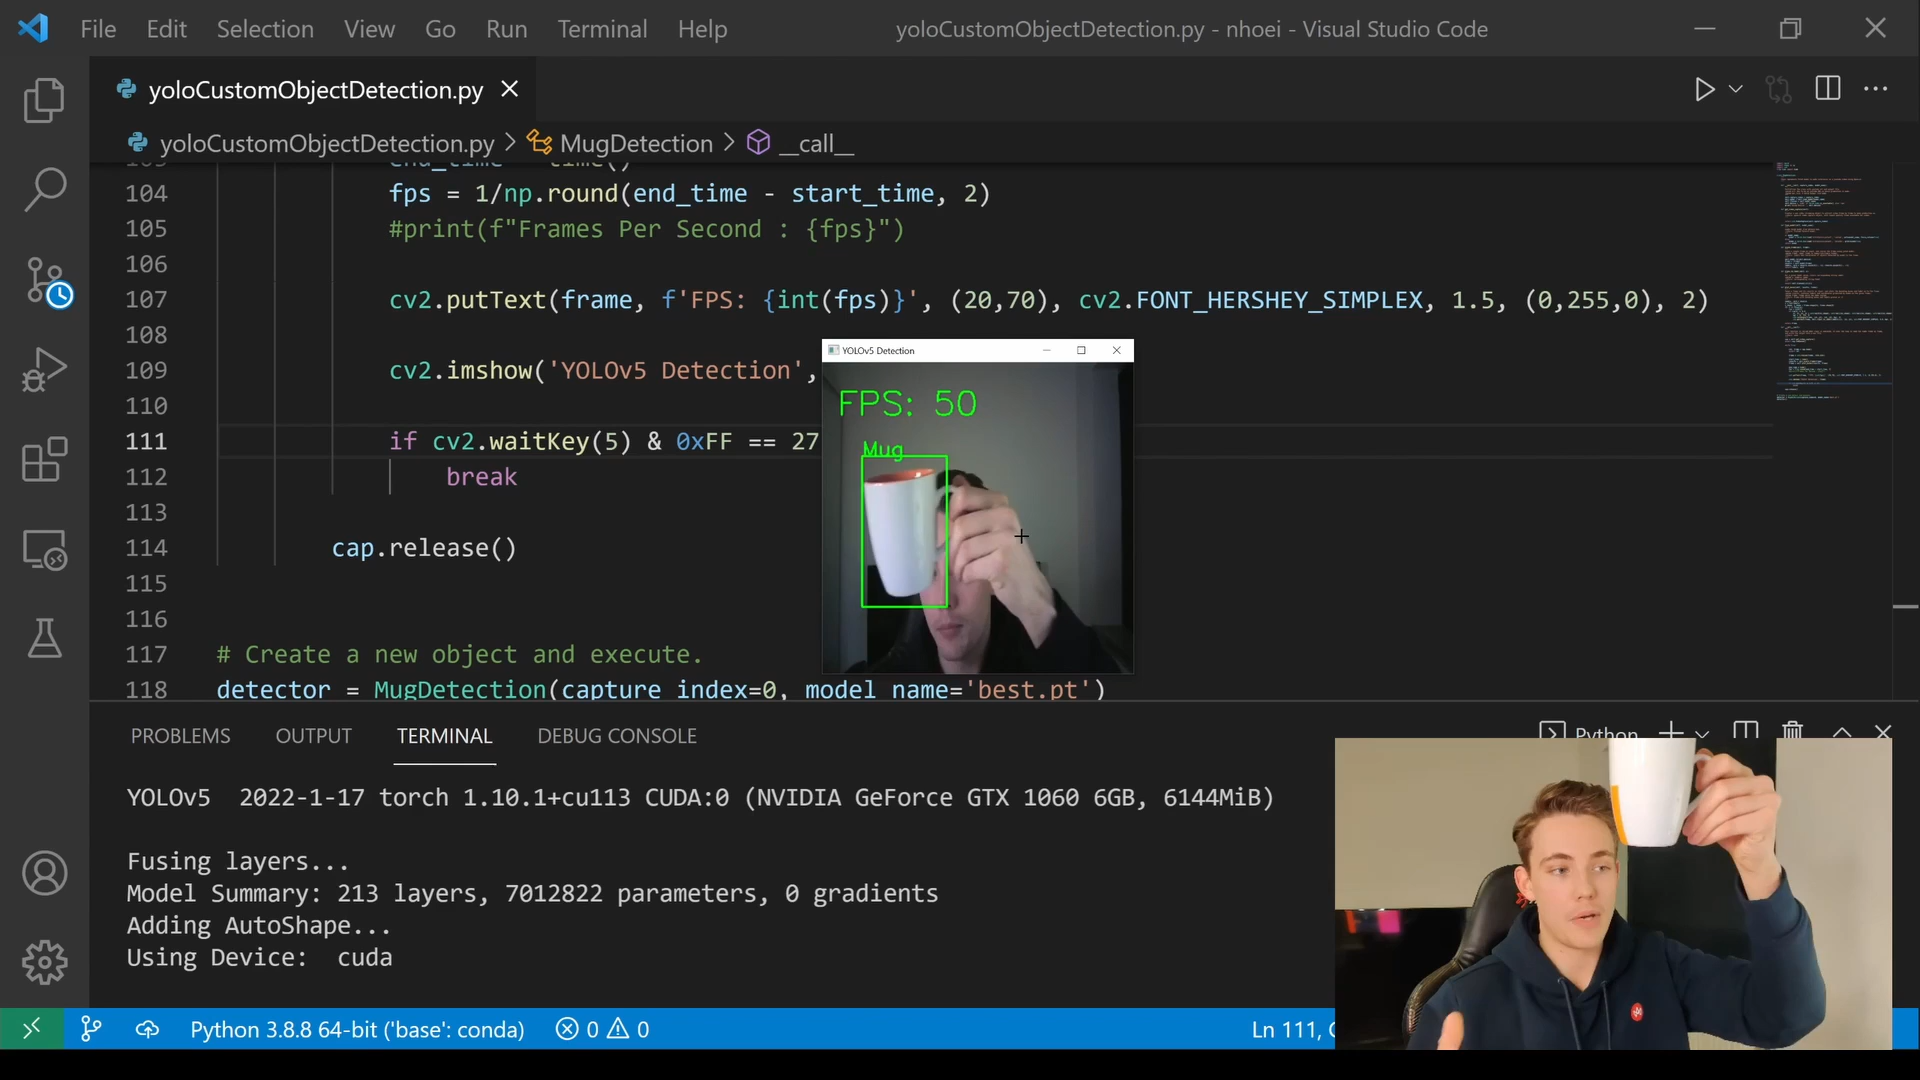 File Edit Selection View Go Run Terminal Help
yoloCustomObjectDetection.py - nhoei - Visual Studio Code
yoloCustomObjectDetection.py
yoloCustomObjectDetection.py > MugDetection > __call__
104 fps = 1/np.round(end_time - start_time, 2)
105 #print(f"Frames Per Second : {fps}")
106
107 cv2.putText(frame, f'FPS: {int(fps)}', (20,70), cv2.FONT_HERSHEY_SIMPLEX, 1.5, (0,255,0), 2)
108
109 cv2.imshow('YOLOv5 Detection',
110
111 if cv2.waitKey(5) & 0xFF == 27
112 break
113
114 cap.release()
115
116
117 # Create a new object and execute.
118 detector = MugDetection(capture_index=0, model_name='best.pt')
YOLOv5 Detection
FPS: 50
Mug
PROBLEMS OUTPUT TERMINAL DEBUG CONSOLE
Python
YOLOv5 2022-1-17 torch 1.10.1+cu113 CUDA:0 (NVIDIA GeForce GTX 1060 6GB, 6144MiB)
Fusing layers...
Model Summary: 213 layers, 7012822 parameters, 0 gradients
Adding AutoShape...
Using Device: cuda
Python 3.8.8 64-bit ('base': conda) 0 0
Ln 111,